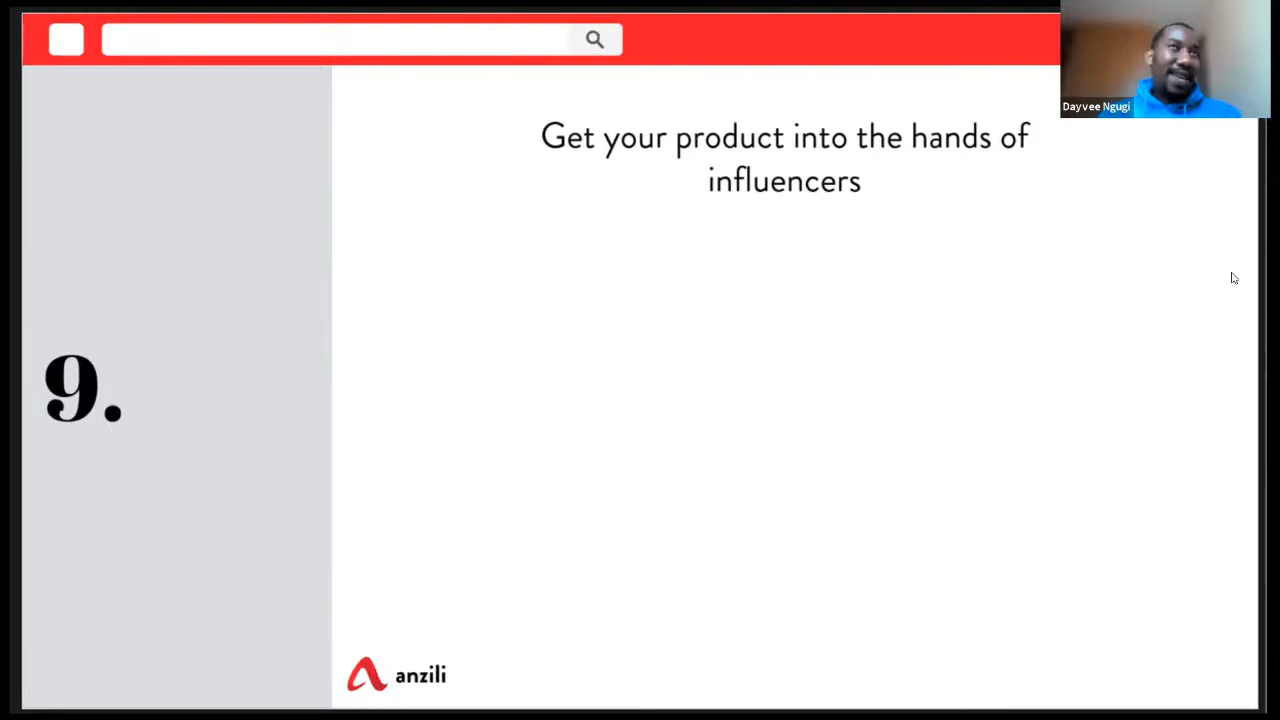 Dayvee Ngugi
Get your product into the hands of
influencers
9.
anzili